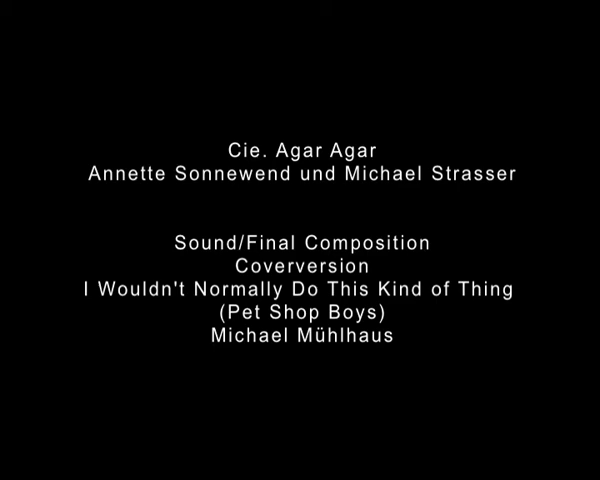 Cie. Agar Agar
Annette Sonnewend und Michael Strasser
Sound/Final Composition
Coverversion
I Wouldn't Normally Do This Kind of Thing
(Pet Shop Boys)
Michael Mühlhaus